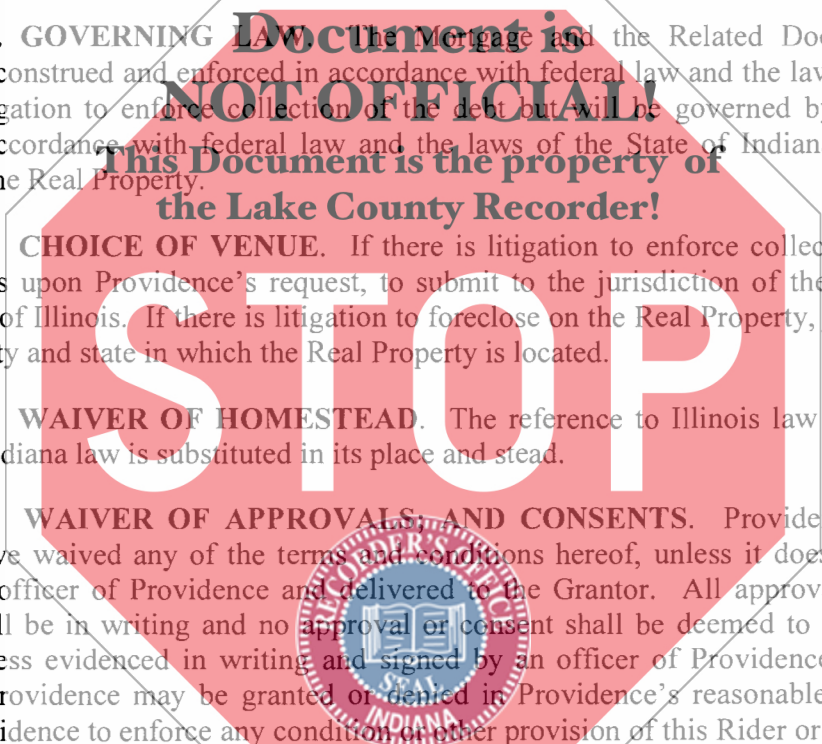 Document is
NOT OFFICIAL!
This Document is the property of
the Lake County Recorder!
STOP
. GOVERNING LAW. The Mortgage and the Related Doc
construed and enforced in accordance with federal law and the law
gation to enforce collection of the debt but will be governed by
ccordance with federal law and the laws of the State of Indian
he Real Property.
CHOICE OF VENUE. If there is litigation to enforce collec
s upon Providence's request, to submit to the jurisdiction of the
of Illinois. If there is litigation to foreclose on the Real Property,
ty and state in which the Real Property is located.
WAIVER OF HOMESTEAD. The reference to Illinois law
diana law is substituted in its place and stead.
WAIVER OF APPROVALS; AND CONSENTS. Provide
ve waived any of the terms and conditions hereof, unless it does
officer of Providence and delivered to the Grantor. All approv
l be in writing and no approval or consent shall be deemed to
ess evidenced in writing and signed by an officer of Providence
rovidence may be granted or denied in Providence's reasonable
idence to enforce any condition or other provision of this Rider or
RECORDER'S OFFIC
SEAL
INDIANA